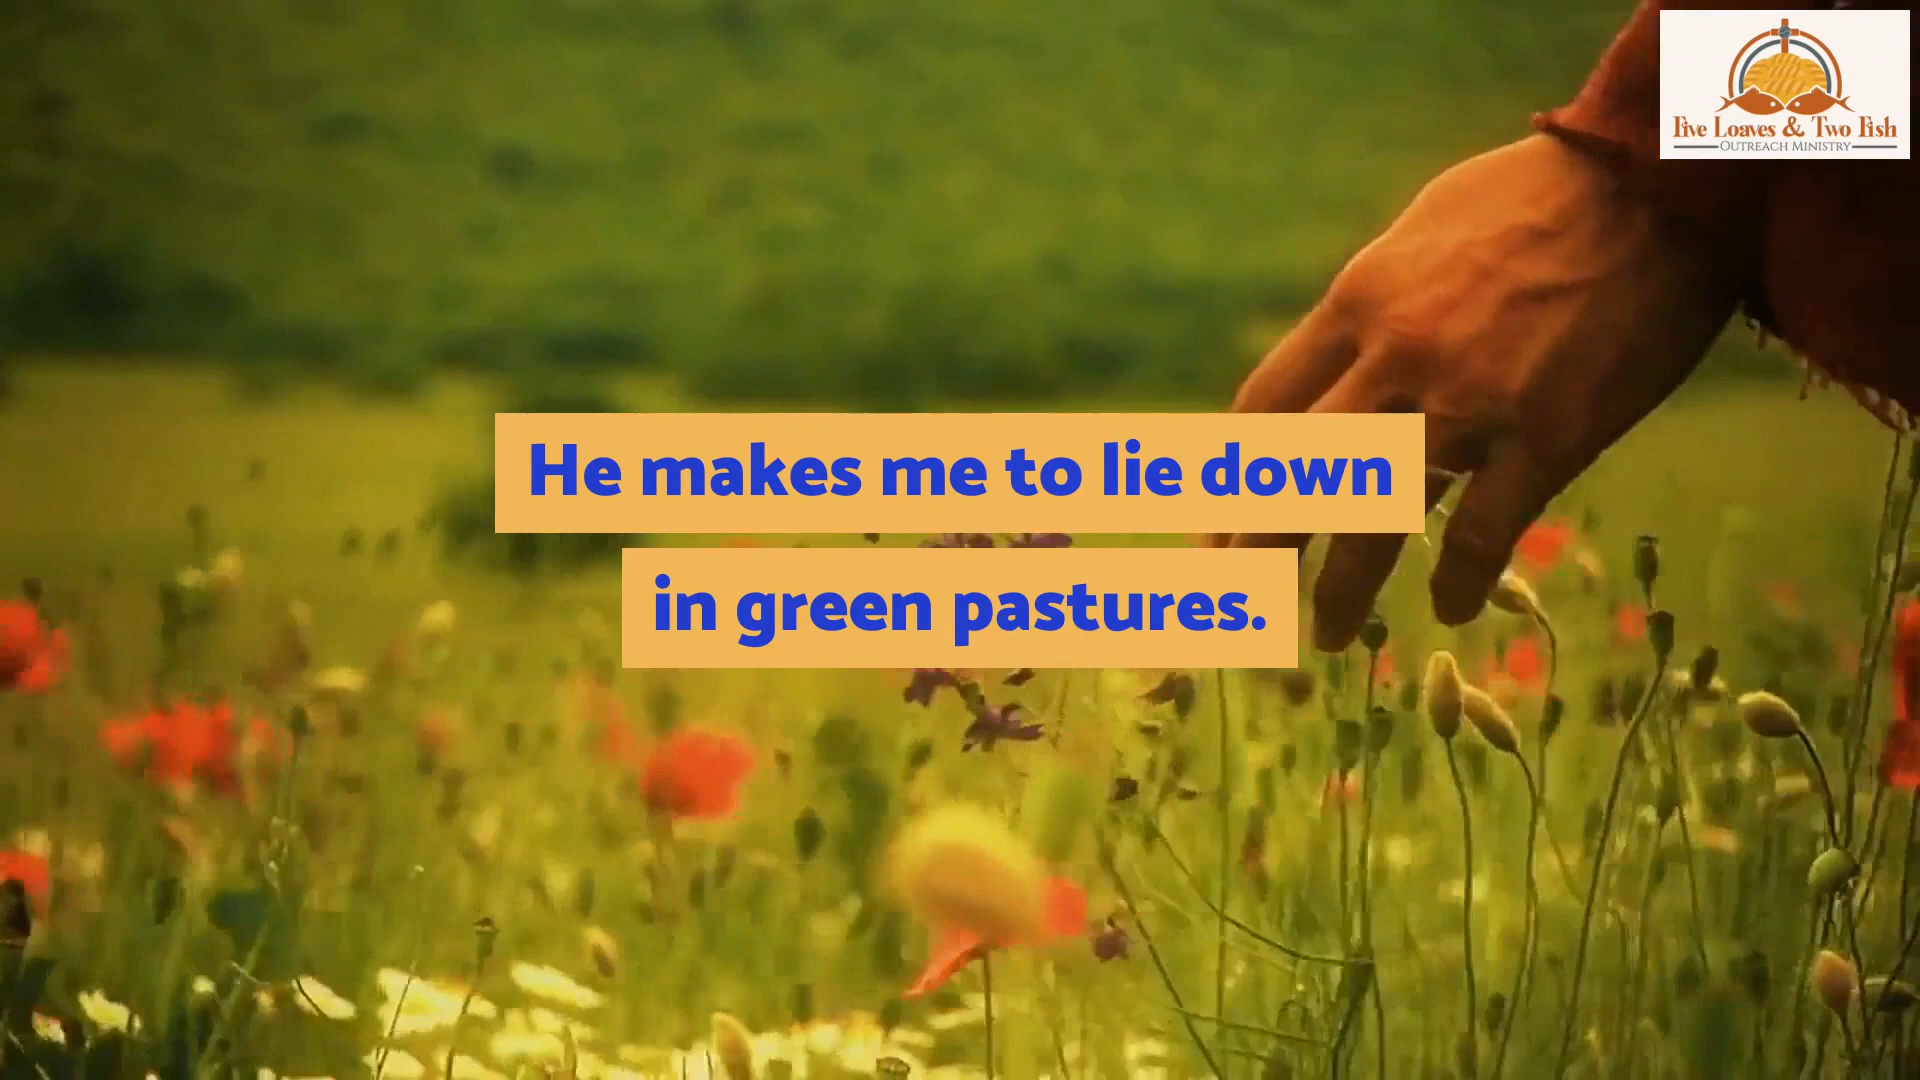 Five Loaves & Two Fish
Outreach Ministry
He makes me to lie down
in green pastures.